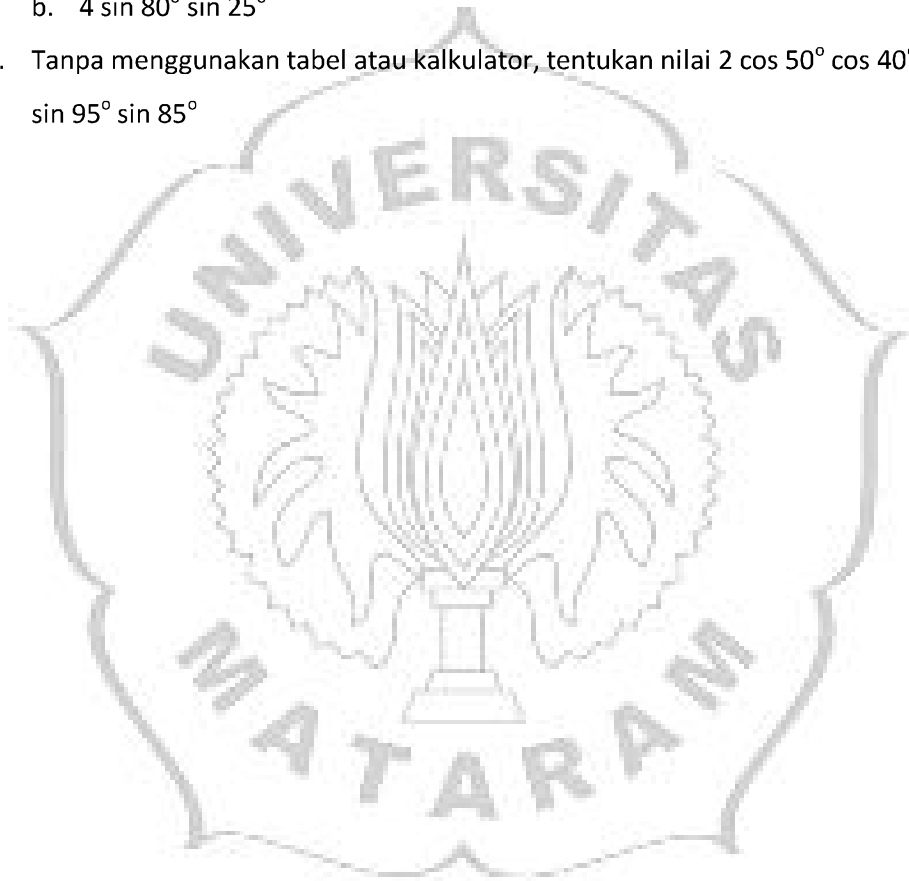 b. 4 sin 80° sin 25°
. Tanpa menggunakan tabel atau kalkulator, tentukan nilai 2 cos 50° cos 40°
sin 95° sin 85°
UNIVERSITAS
MATARAM